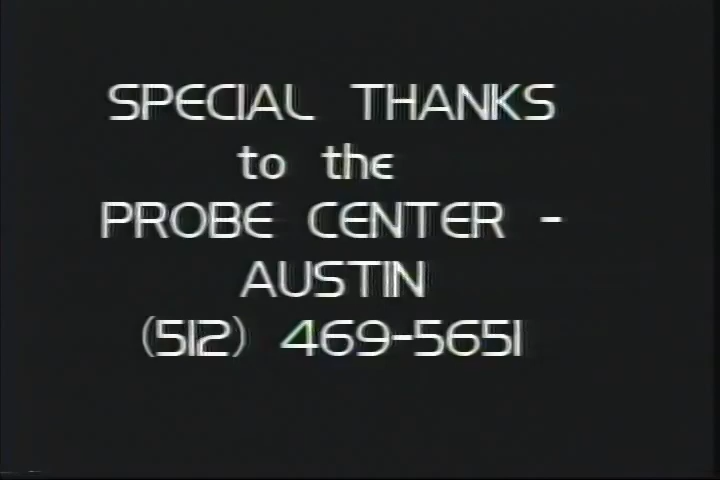 SPECIAL THANKS
to the
PROBE CENTER -
AUSTIN
(512) 469-5651